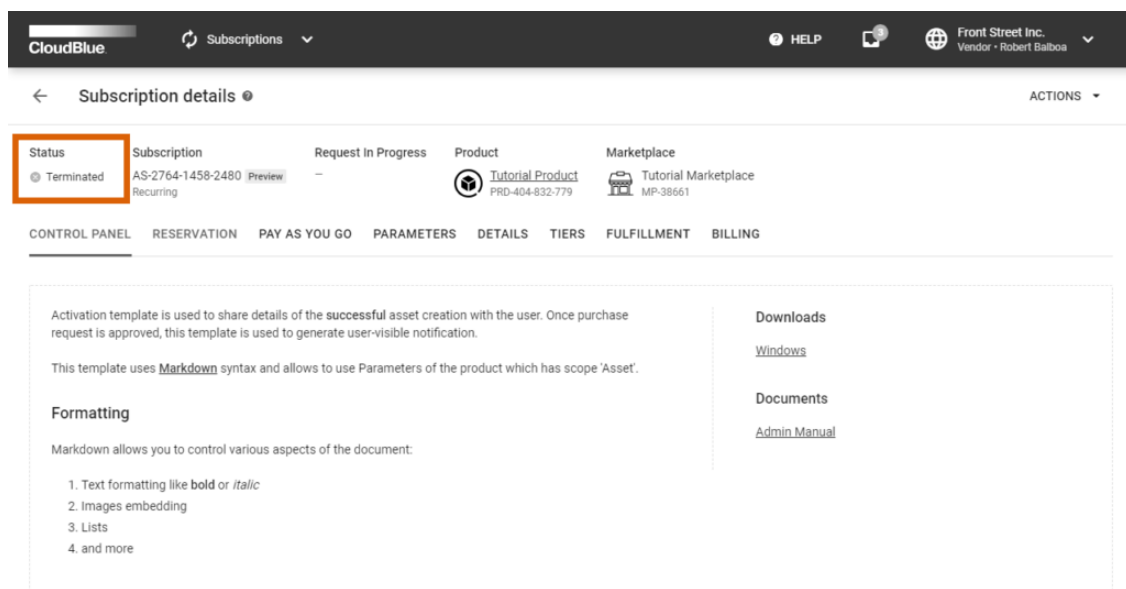 CloudBlue Subscriptions HELP 3 Front Street Inc.
Vendor • Robert Balboa
Subscription details ACTIONS
Status Subscription Request In Progress Product Marketplace
Terminated AS-2764-1458-2480 Preview – Tutorial Product Tutorial Marketplace
Recurring PRD-404-832-779 MP-38661
CONTROL PANEL RESERVATION PAY AS YOU GO PARAMETERS DETAILS TIERS FULFILLMENT BILLING
Activation template is used to share details of the successful asset creation with the user. Once purchase
request is approved, this template is used to generate user-visible notification.
This template uses Markdown syntax and allows to use Parameters of the product which has scope 'Asset'.
Formatting
Markdown allows you to control various aspects of the document:
1. Text formatting like bold or italic
2. Images embedding
3. Lists
4. and more
Downloads
Windows
Documents
Admin Manual